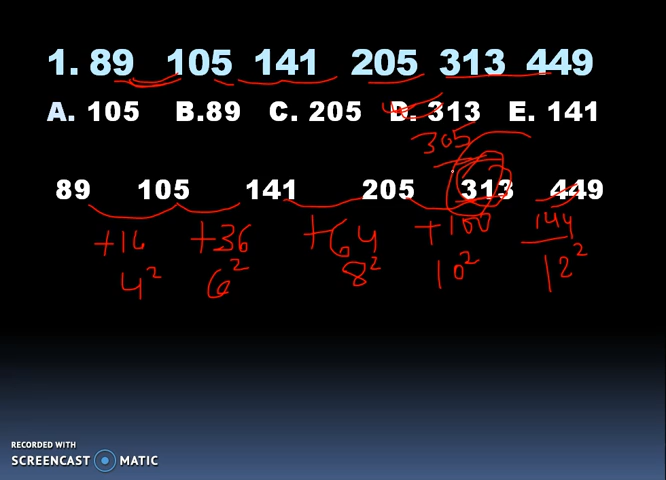 1. 89 105 141 205 313 449
A. 105 B.89 C. 205 D. 313 E. 141
305
89 105 141 205 313 449
+16 +36 +64 +100 144
4² 6² 8² 10² 12²
RECORDED WITH
SCREENCAST MATIC